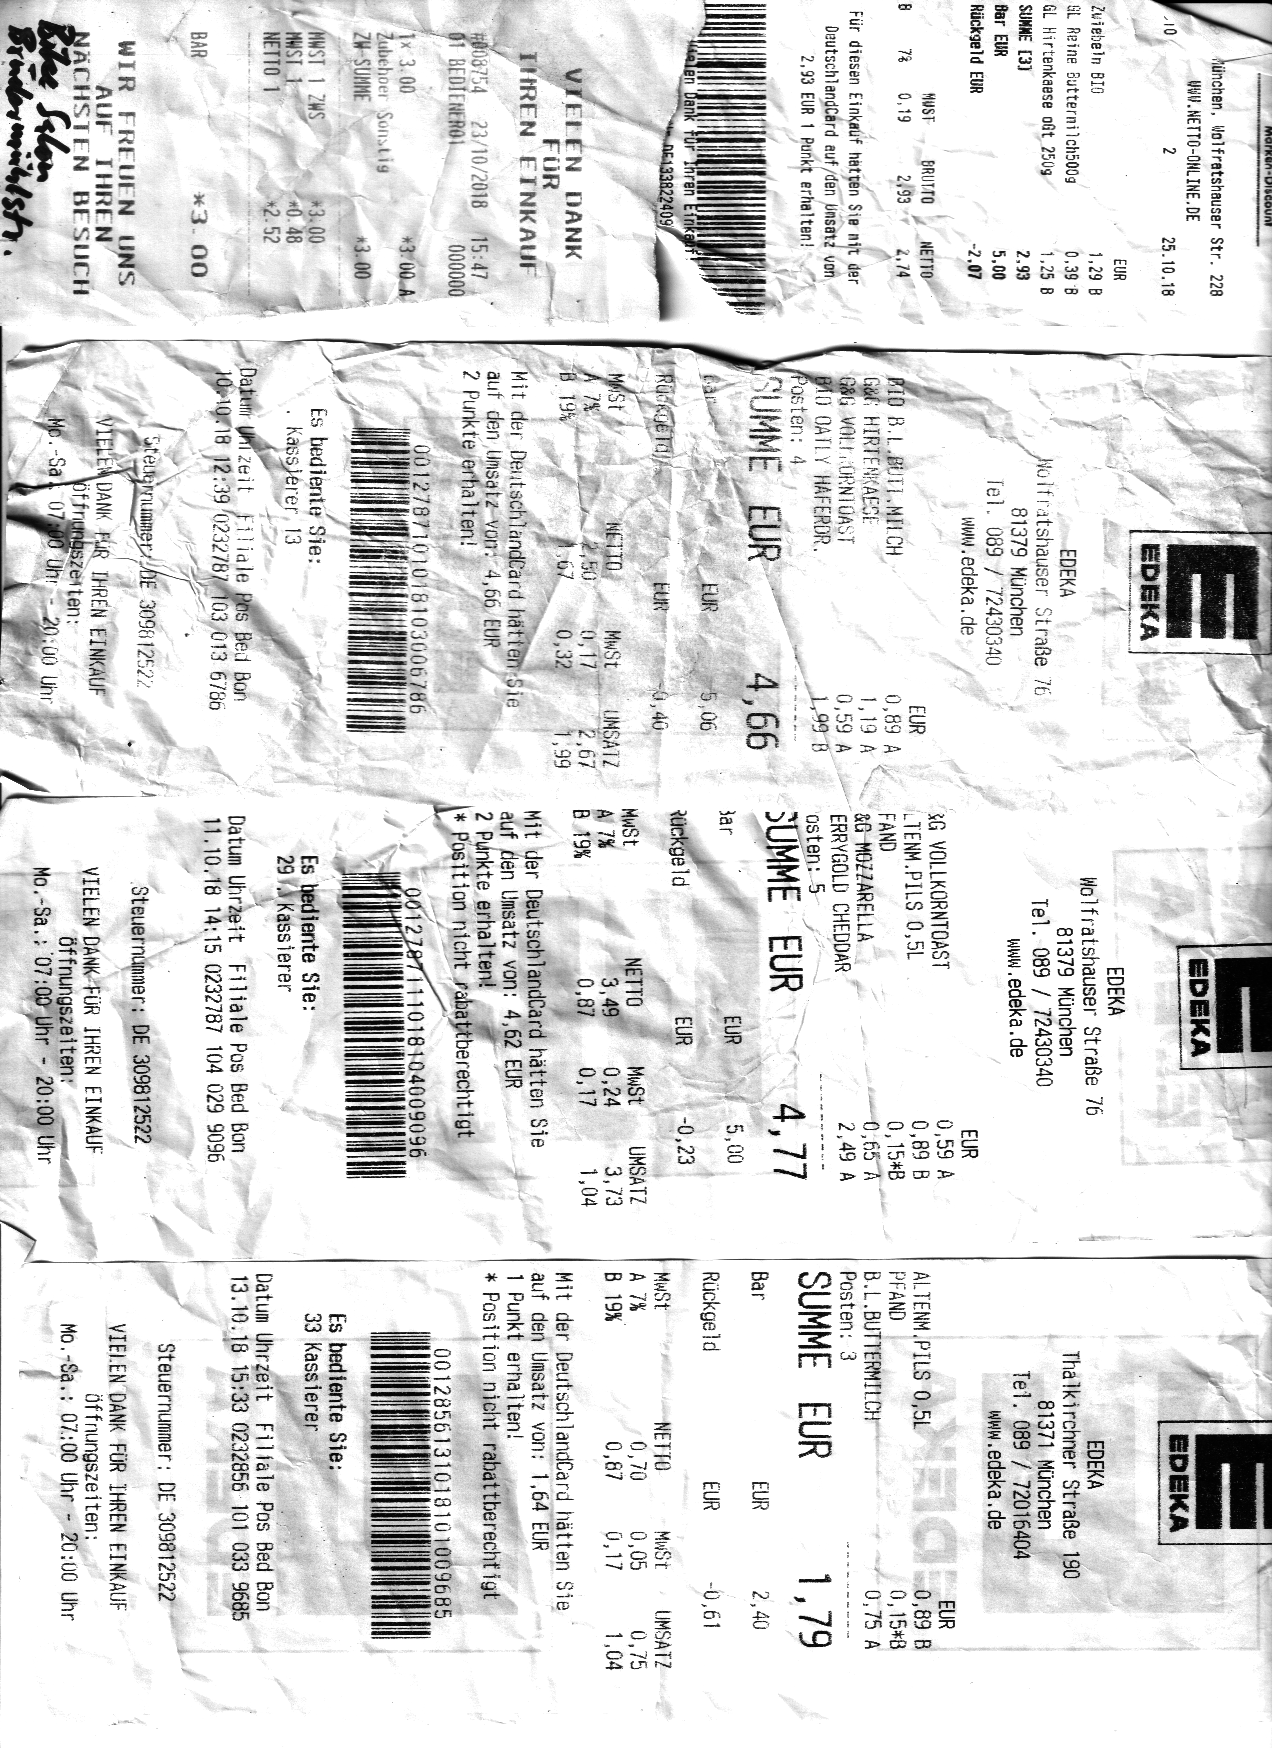 Marken-Discount
München, Wolfratshauser Str. 228
WWW.NETTO-ONLINE.DE
2 25.10.18
EUR
Zwiebeln BIO 1,29 B
GL Reine Buttermilch500g 0,39 B
GL Hirtenkaese oGt 250g 1,25 B
SUMME [3] 2,93
Bar EUR 5,00
Rückgeld EUR -2,07
MWST BRUTTO NETTO
B 7% 0,19 2,93 2,74
Für diesen Einkauf hätten Sie mit der
DeutschlandCard auf den Umsatz von
2,93 EUR 1 Punkt erhalten!
Vielen Dank für Ihren Einkauf!
DE133822409
VIELEN DANK
FÜR
IHREN EINKAUF
#008754 23/10/2018 15:47
01 BEDIENER01 000000
1x 3.00
Zubehör Sonstig *3.00 A
ZW-SUME *3.00
MWST 1 ZWS *3.00
MWST 1 *0.48
NETTO 1 *2.52
BAR *3.00
WIR FREUEN UNS
AUF IHREN
NÄCHSTEN BESUCH
EDEKA
EDEKA
Wolfratshauser Straße 76
81379 München
Tel. 089 / 72430340
www.edeka.de
EUR
BIO B.L.BUTT.MILCH 0,89 A
G&G HIRTENKAESE 1,19 A
G&G VOLLKORNTOAST 0,59 A
BIO OATLY HAFERDR. 1,99 B
Posten: 4
SUMME EUR 4,66
Bar EUR 5,06
Rückgeld EUR -0,40
MwSt NETTO MwSt UMSATZ
A 7% 2,50 0,17 2,67
B 19% 1,67 0,32 1,99
Mit der DeutschlandCard hätten Sie
auf den Umsatz von: 4,66 EUR
2 Punkte erhalten!
Es bediente Sie:
. Kassierer 13
Datum Uhrzeit Filiale Pos Bed Bon
10.10.18 12:39 0232787 103 013 6786
Steuernummer: DE 309812522
VIELEN DANK FÜR IHREN EINKAUF
Öffnungszeiten:
Mo.-Sa.: 07:00 Uhr - 20:00 Uhr
EDEKA
EDEKA
Wolfratshauser Straße 76
81379 München
Tel. 089 / 72430340
www.edeka.de
EUR
&G VOLLKORNTOAST 0,59 A
LTENM.PILS 0,5L 0,89 B
FAND 0,15*B
&G MOZZARELLA 0,65 A
ERRYGOLD CHEDDAR 2,49 A
osten: 5
SUMME EUR 4,77
Bar EUR 5,00
Rückgeld EUR -0,23
MwSt NETTO MwSt UMSATZ
A 7% 3,49 0,24 3,73
B 19% 0,87 0,17 1,04
Mit der DeutschlandCard hätten Sie
auf den Umsatz von: 4,62 EUR
2 Punkte erhalten!
* Position nicht rabattberechtigt
Es bediente Sie:
29, Kassierer
Datum Uhrzeit Filiale Pos Bed Bon
11.10.18 14:15 0232787 104 029 9096
Steuernummer: DE 309812522
VIELEN DANK FÜR IHREN EINKAUF
Öffnungszeiten:
Mo.-Sa.: 07:00 Uhr - 20:00 Uhr
EDEKA
EDEKA
Thalkirchner Straße 190
81371 München
Tel. 089 / 72016404
www.edeka.de
EUR
ALTENM.PILS 0,5L 0,89 B
PFAND 0,15*B
B.L.BUTTERMILCH 0,75 A
Posten: 3
SUMME EUR 1,79
Bar EUR 2,40
Rückgeld EUR -0,61
MwSt NETTO MwSt UMSATZ
A 7% 0,70 0,05 0,75
B 19% 0,87 0,17 1,04
Mit der DeutschlandCard hätten Sie
auf den Umsatz von: 1,64 EUR
1 Punkt erhalten!
* Position nicht rabattberechtigt
Es bediente Sie:
33 Kassierer
Datum Uhrzeit Filiale Pos Bed Bon
13.10.18 15:33 0232856 101 033 9685
Steuernummer: DE 309812522
VIELEN DANK FÜR IHREN EINKAUF
Öffnungszeiten:
Mo.-Sa.: 07:00 Uhr - 20:00 Uhr